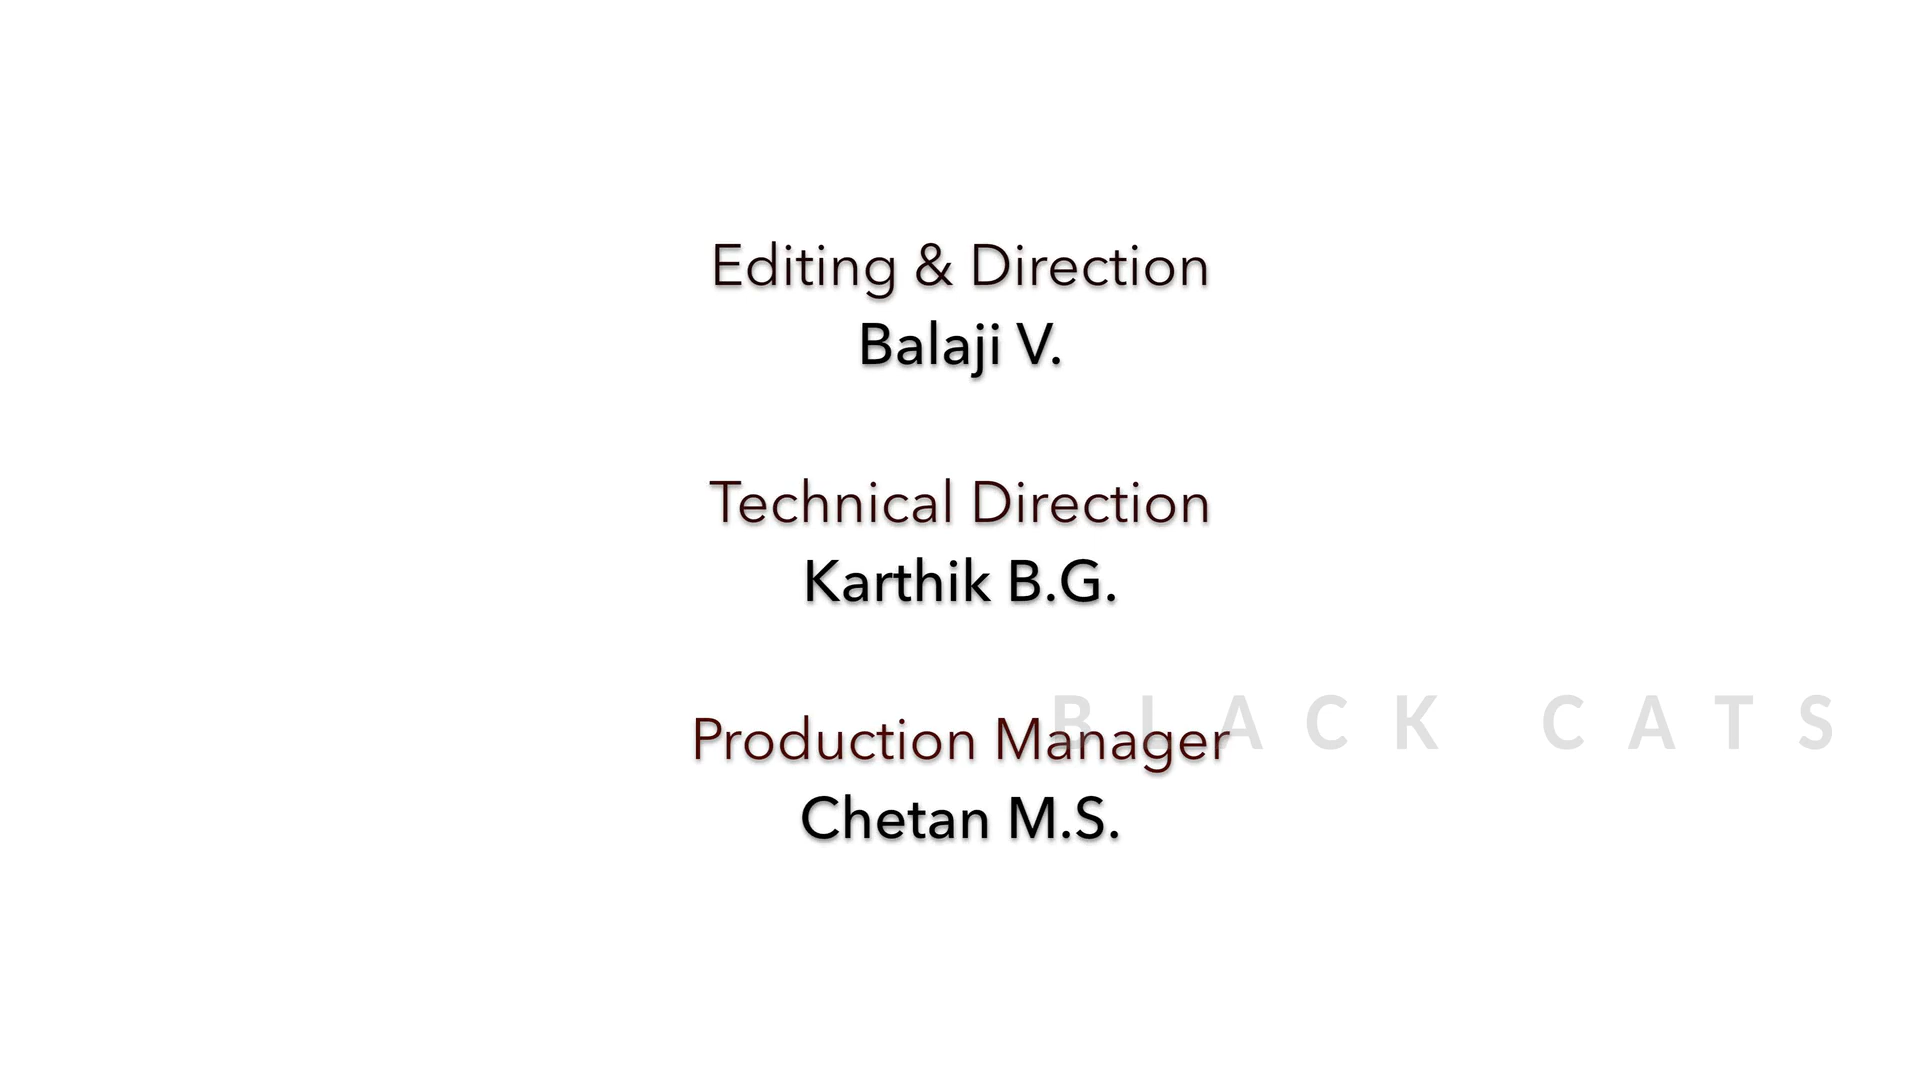 Editing & Direction
Balaji V.
Technical Direction
Karthik B.G.
BLACK CATS
Production Manager
Chetan M.S.